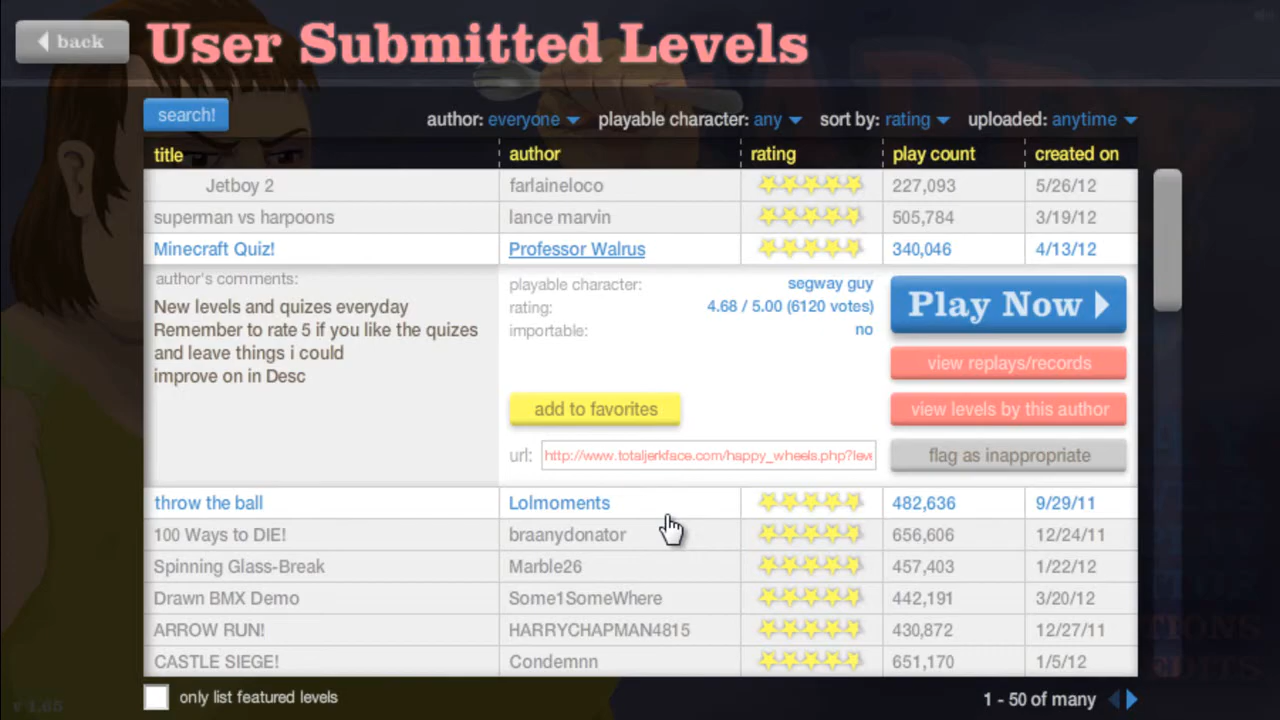 back
User Submitted Levels
search!
author: everyone playable character: any sort by: rating uploaded: anytime
title author rating play count created on
Jetboy 2 farlaineloco 227,093 5/26/12
superman vs harpoons lance marvin 505,784 3/19/12
Minecraft Quiz! Professor Walrus 340,046 4/13/12
author's comments:
New levels and quizes everyday
Remember to rate 5 if you like the quizes
and leave things i could
improve on in Desc
playable character: segway guy
rating: 4.68 / 5.00 (6120 votes)
importable: no
add to favorites
url: http://www.totaljerkface.com/happy_wheels.php?leve
Play Now
view replays/records
view levels by this author
flag as inappropriate
throw the ball Lolmoments 482,636 9/29/11
100 Ways to DIE! braanydonator 656,606 12/24/11
Spinning Glass-Break Marble26 457,403 1/22/12
Drawn BMX Demo Some1SomeWhere 442,191 3/20/12
ARROW RUN! HARRYCHAPMAN4815 430,872 12/27/11
CASTLE SIEGE! Condemnn 651,170 1/5/12
only list featured levels
1 - 50 of many
v 1.65